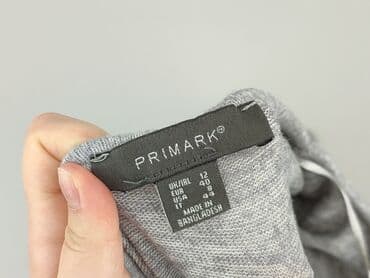 PRIMARK®
UK/IRL 12
EUR 40
USA 8
IT 44
MADE IN
BANGLADESH